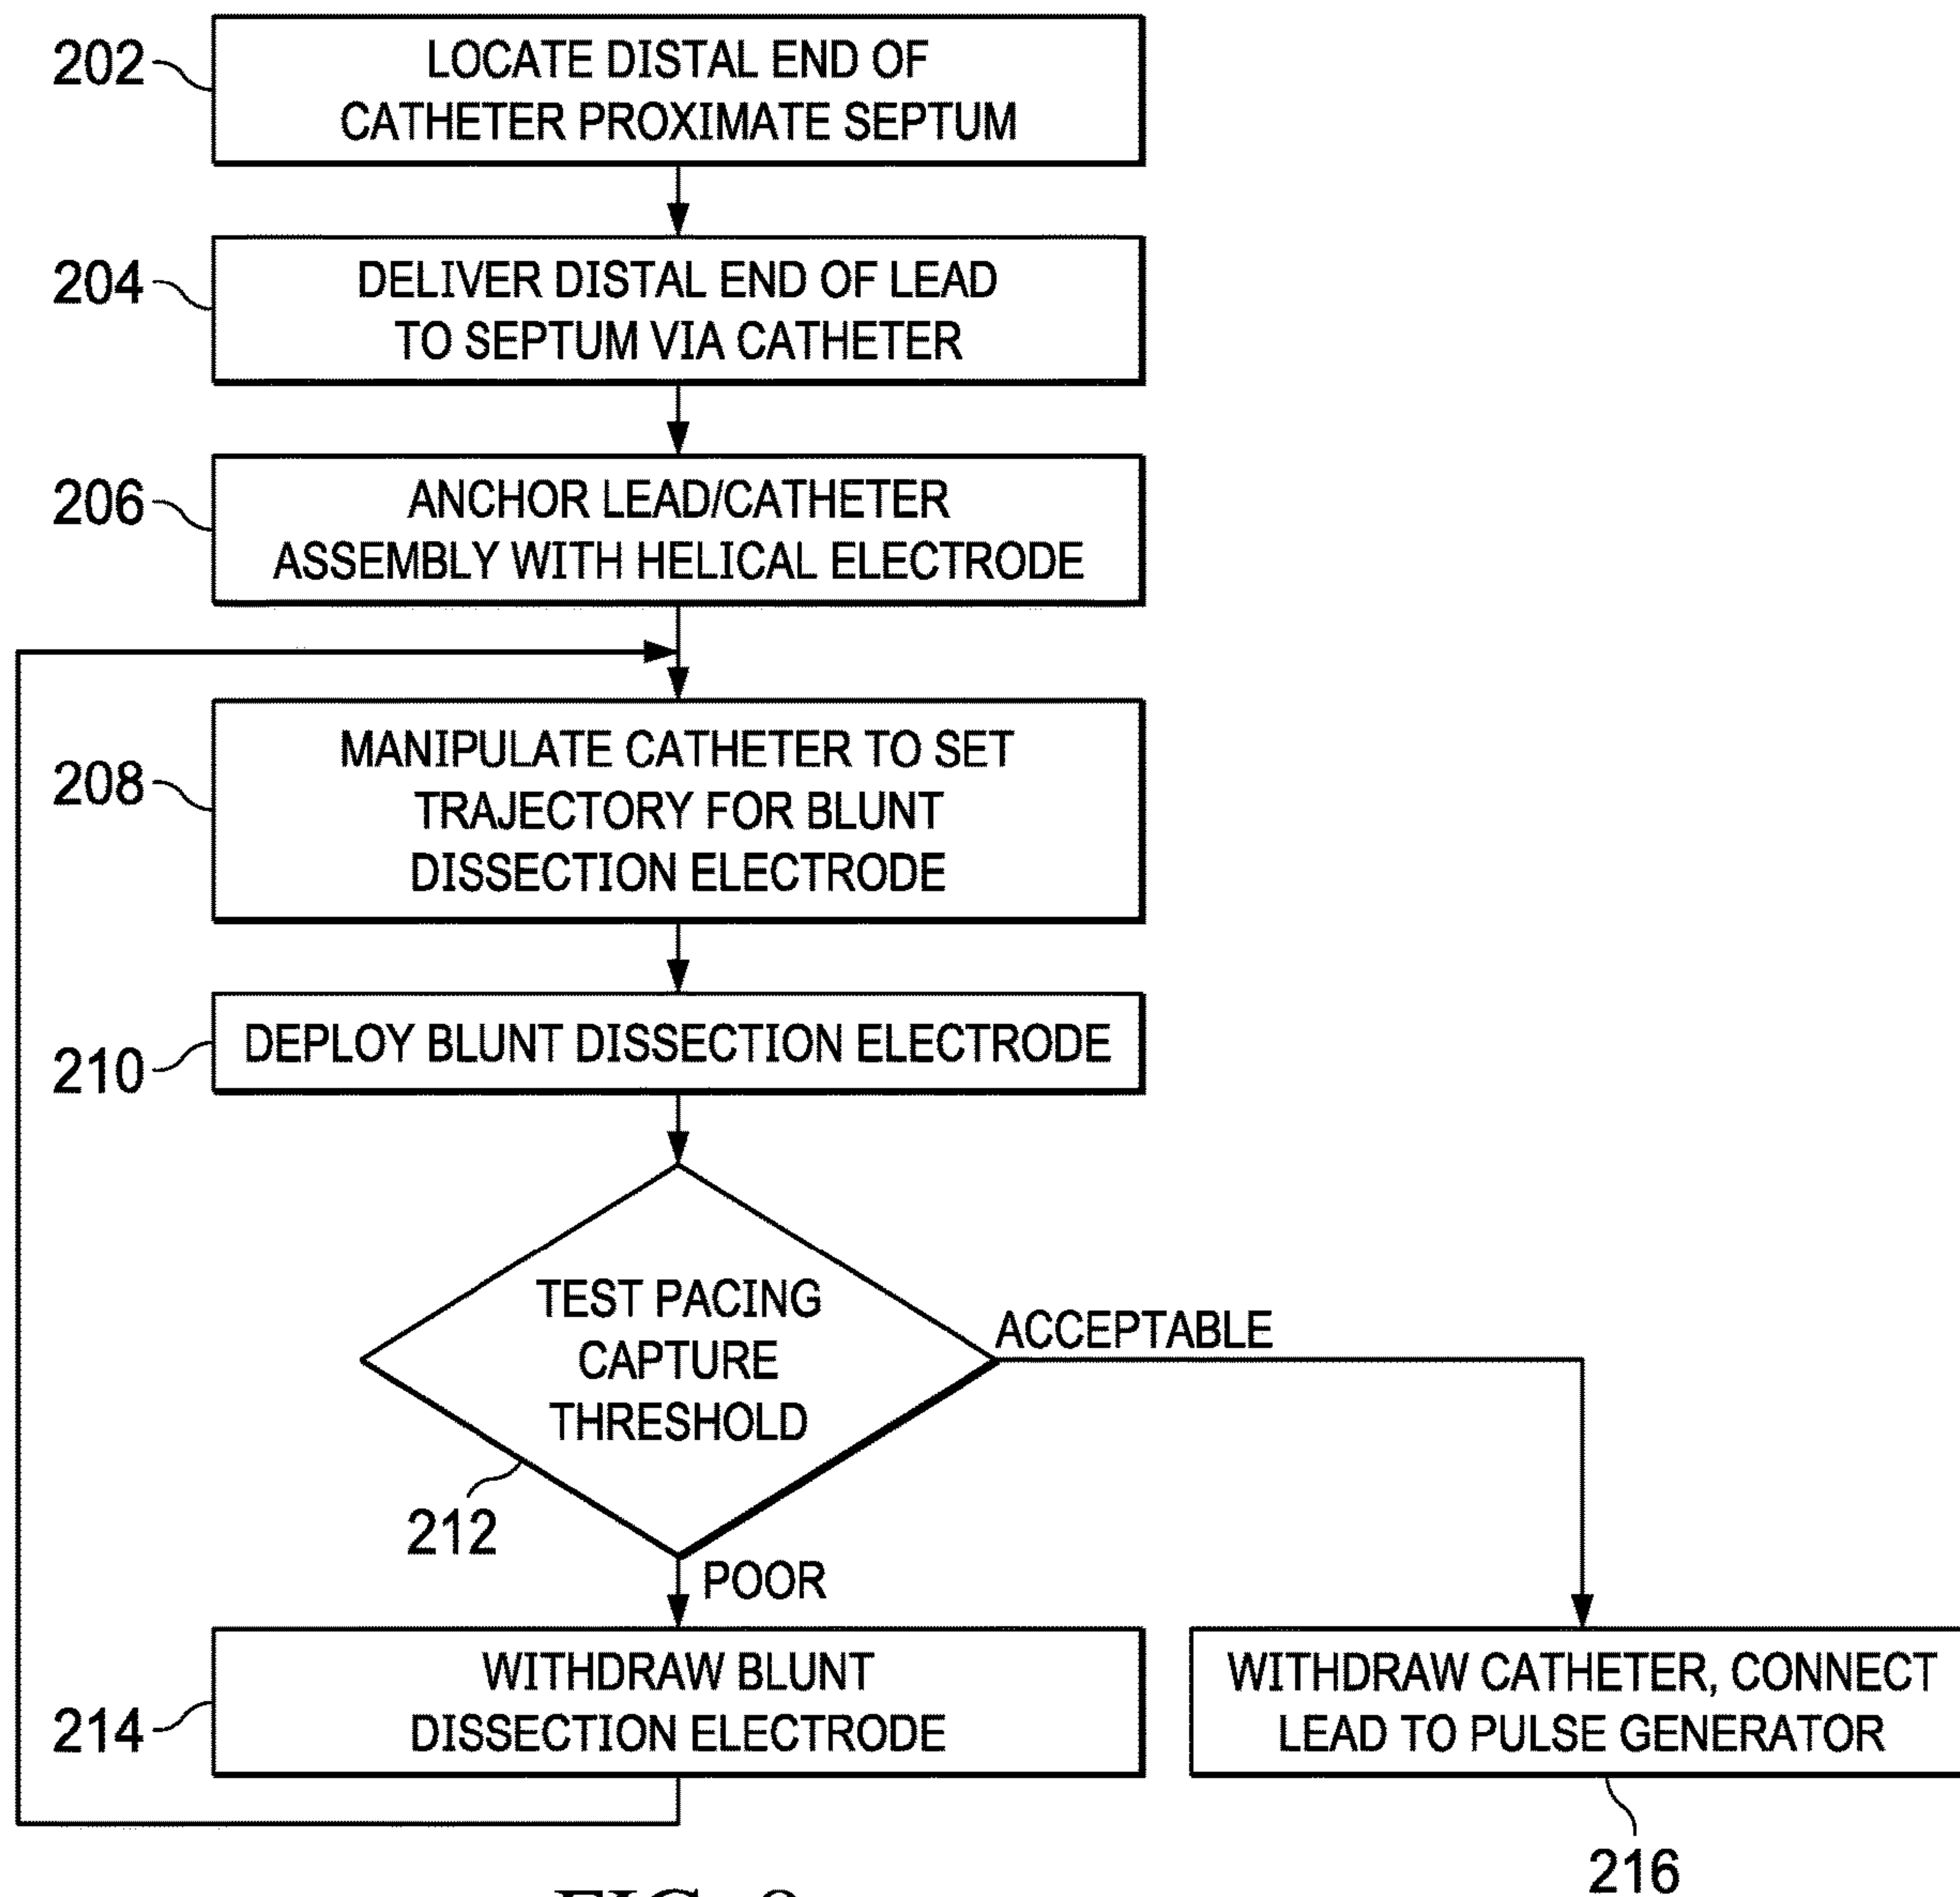 202
LOCATE DISTAL END OF
CATHETER PROXIMATE SEPTUM
204
DELIVER DISTAL END OF LEAD
TO SEPTUM VIA CATHETER
206
ANCHOR LEAD/CATHETER
ASSEMBLY WITH HELICAL ELECTRODE
208
MANIPULATE CATHETER TO SET
TRAJECTORY FOR BLUNT
DISSECTION ELECTRODE
210
DEPLOY BLUNT DISSECTION ELECTRODE
TEST PACING
CAPTURE
THRESHOLD
212
ACCEPTABLE
POOR
214
WITHDRAW BLUNT
DISSECTION ELECTRODE
WITHDRAW CATHETER, CONNECT
LEAD TO PULSE GENERATOR
216